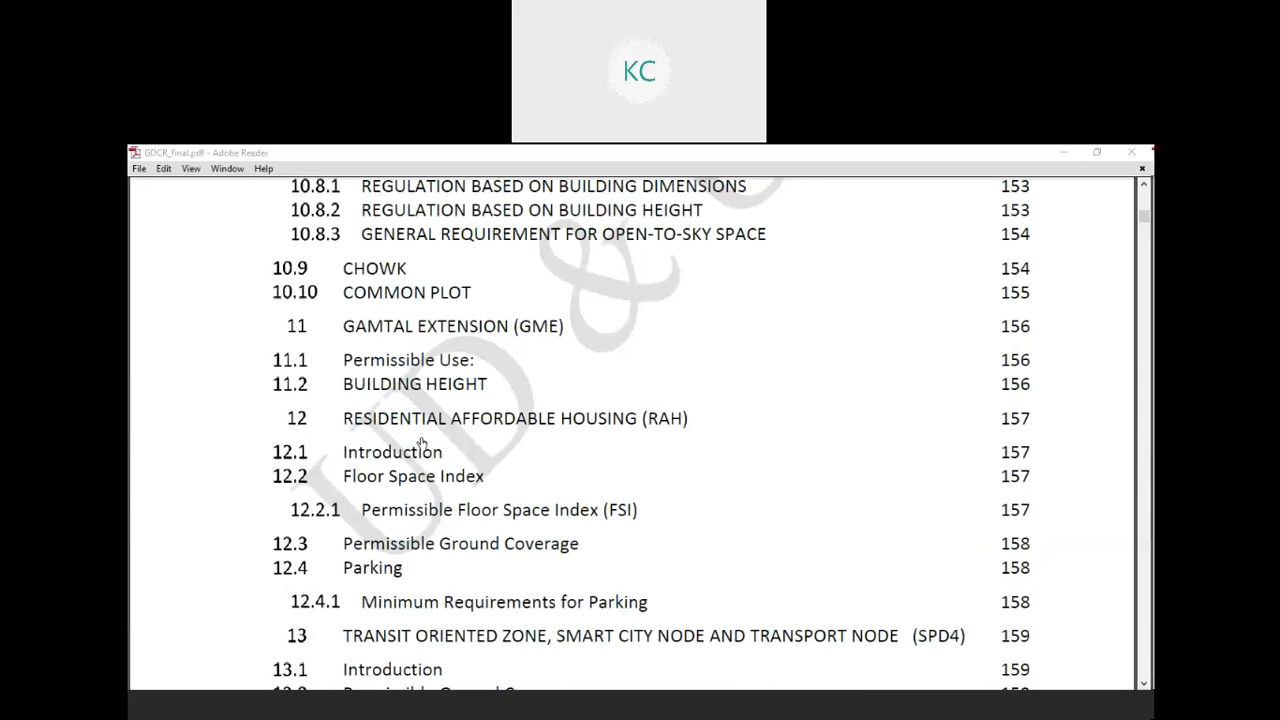 KC
GDCR_final.pdf - Adobe Reader
File Edit View Window Help
10.8.1 REGULATION BASED ON BUILDING DIMENSIONS 153
10.8.2 REGULATION BASED ON BUILDING HEIGHT 153
10.8.3 GENERAL REQUIREMENT FOR OPEN-TO-SKY SPACE 154
10.9 CHOWK 154
10.10 COMMON PLOT 155
11 GAMTAL EXTENSION (GME) 156
11.1 Permissible Use: 156
11.2 BUILDING HEIGHT 156
12 RESIDENTIAL AFFORDABLE HOUSING (RAH) 157
12.1 Introduction 157
12.2 Floor Space Index 157
12.2.1 Permissible Floor Space Index (FSI) 157
12.3 Permissible Ground Coverage 158
12.4 Parking 158
12.4.1 Minimum Requirements for Parking 158
13 TRANSIT ORIENTED ZONE, SMART CITY NODE AND TRANSPORT NODE (SPD4) 159
13.1 Introduction 159
UD &